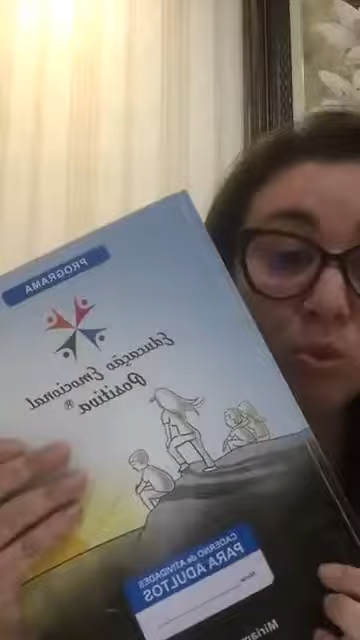 PROGRAMA
Educação Emocional
Positiva ®
CADERNO de ATIVIDADES
PARA ADULTOS
Nome
Miriam